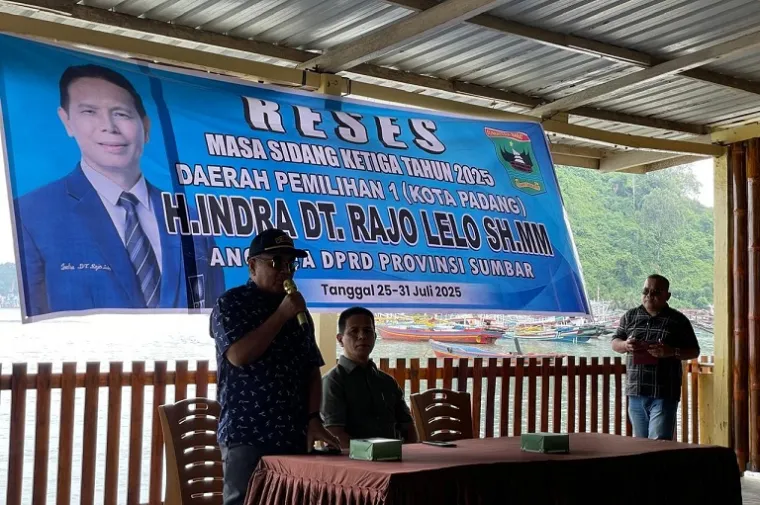 RESES
MASA SIDANG KETIGA TAHUN 2025
DAERAH PEMILIHAN 1 (KOTA PADANG)
H.INDRA DT. RAJO LELO SH.MM
ANGGOTA DPRD PROVINSI SUMBAR
Tanggal 25-31 Juli 2025